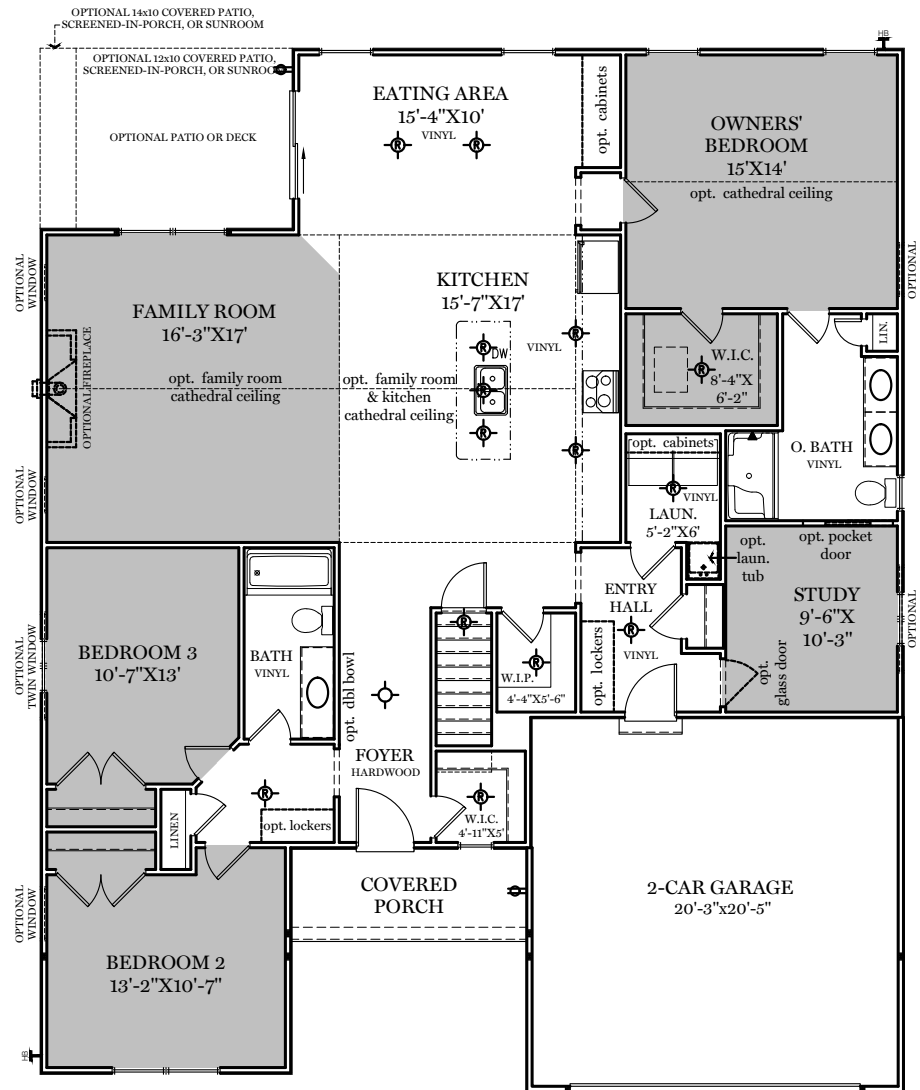 OPTIONAL 14x10 COVERED PATIO,
SCREENED-IN-PORCH, OR SUNROOM
OPTIONAL 12x10 COVERED PATIO,
SCREENED-IN-PORCH, OR SUNROOM
HB
EATING AREA
15'-4"X10'
VINYL
R
R
opt. cabinets
OWNERS'
BEDROOM
15'X14'
opt. cathedral ceiling
OPTIONAL PATIO OR DECK
OPTIONAL
WINDOW
OPTIONAL
FAMILY ROOM
16'-3"X17'
opt. family room
cathedral ceiling
OPTIONAL FIREPLACE
OPTIONAL
WINDOW
KITCHEN
15'-7"X17'
R
DW
R
VINYL
opt. family room
& kitchen
cathedral ceiling
R
R
R
W.I.C.
8'-4"X
6'-2"
R
LIN.
O. BATH
VINYL
opt. cabinets
R
VINYL
LAUN.
5'-2"X6'
opt.
laun.
tub
opt. pocket
door
STUDY
9'-6"X
10'-3"
OPTIONAL
opt.
glass door
ENTRY
HALL
R
VINYL
opt. lockers
BEDROOM 3
10'-7"X13'
OPTIONAL
TWIN WINDOW
BATH
VINYL
opt. dbl bowl
R
W.I.P.
R
4'-4"X5'-6"
FOYER
HARDWOOD
R
opt. lockers
LINEN
R
W.I.C.
4'-11"X5'
COVERED
PORCH
2-CAR GARAGE
20'-3"x20'-5"
OPTIONAL
WINDOW
BEDROOM 2
13'-2"X10'-7"
HB